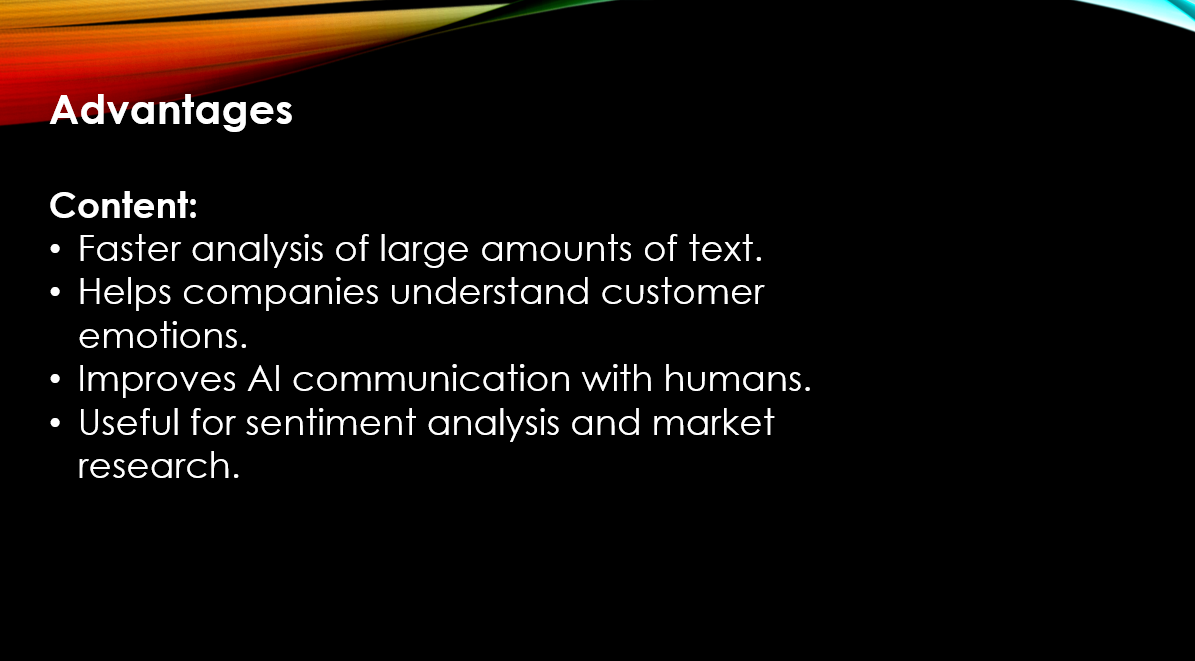 Advantages
Content:
• Faster analysis of large amounts of text.
• Helps companies understand customer
emotions.
• Improves AI communication with humans.
• Useful for sentiment analysis and market
research.